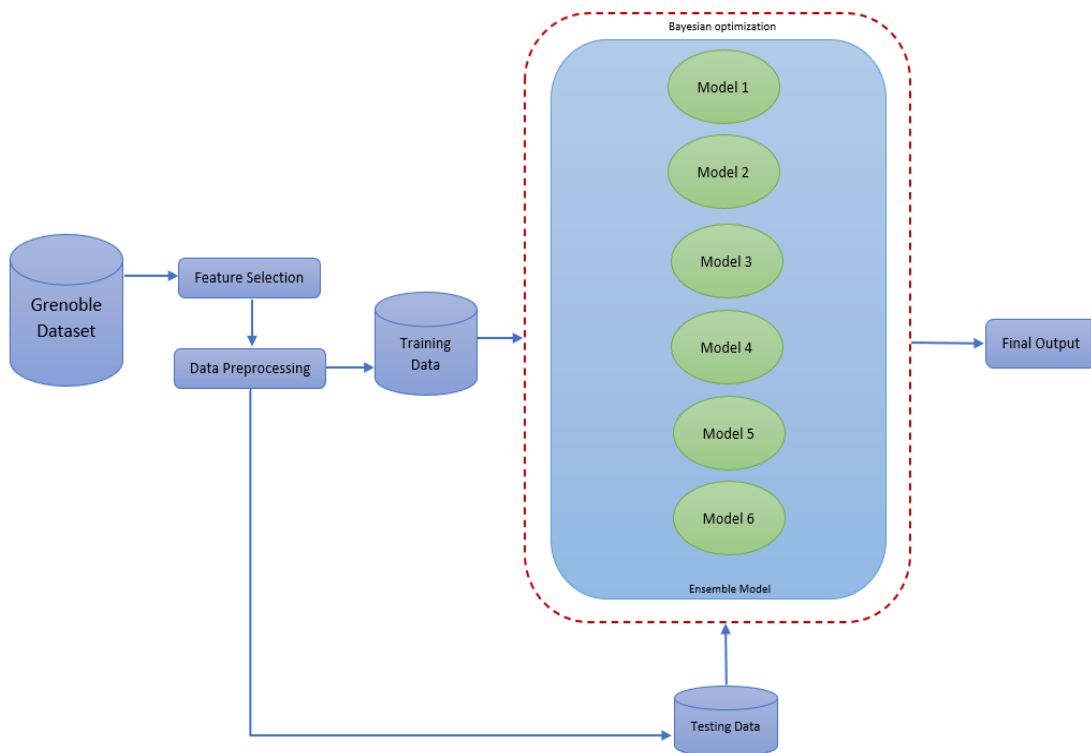 Bayesian optimization
Model 1
Model 2
Model 3
Model 4
Model 5
Model 6
Ensemble Model
Grenoble
Dataset
Feature Selection
Data Preprocessing
Training
Data
Final Output
Testing Data